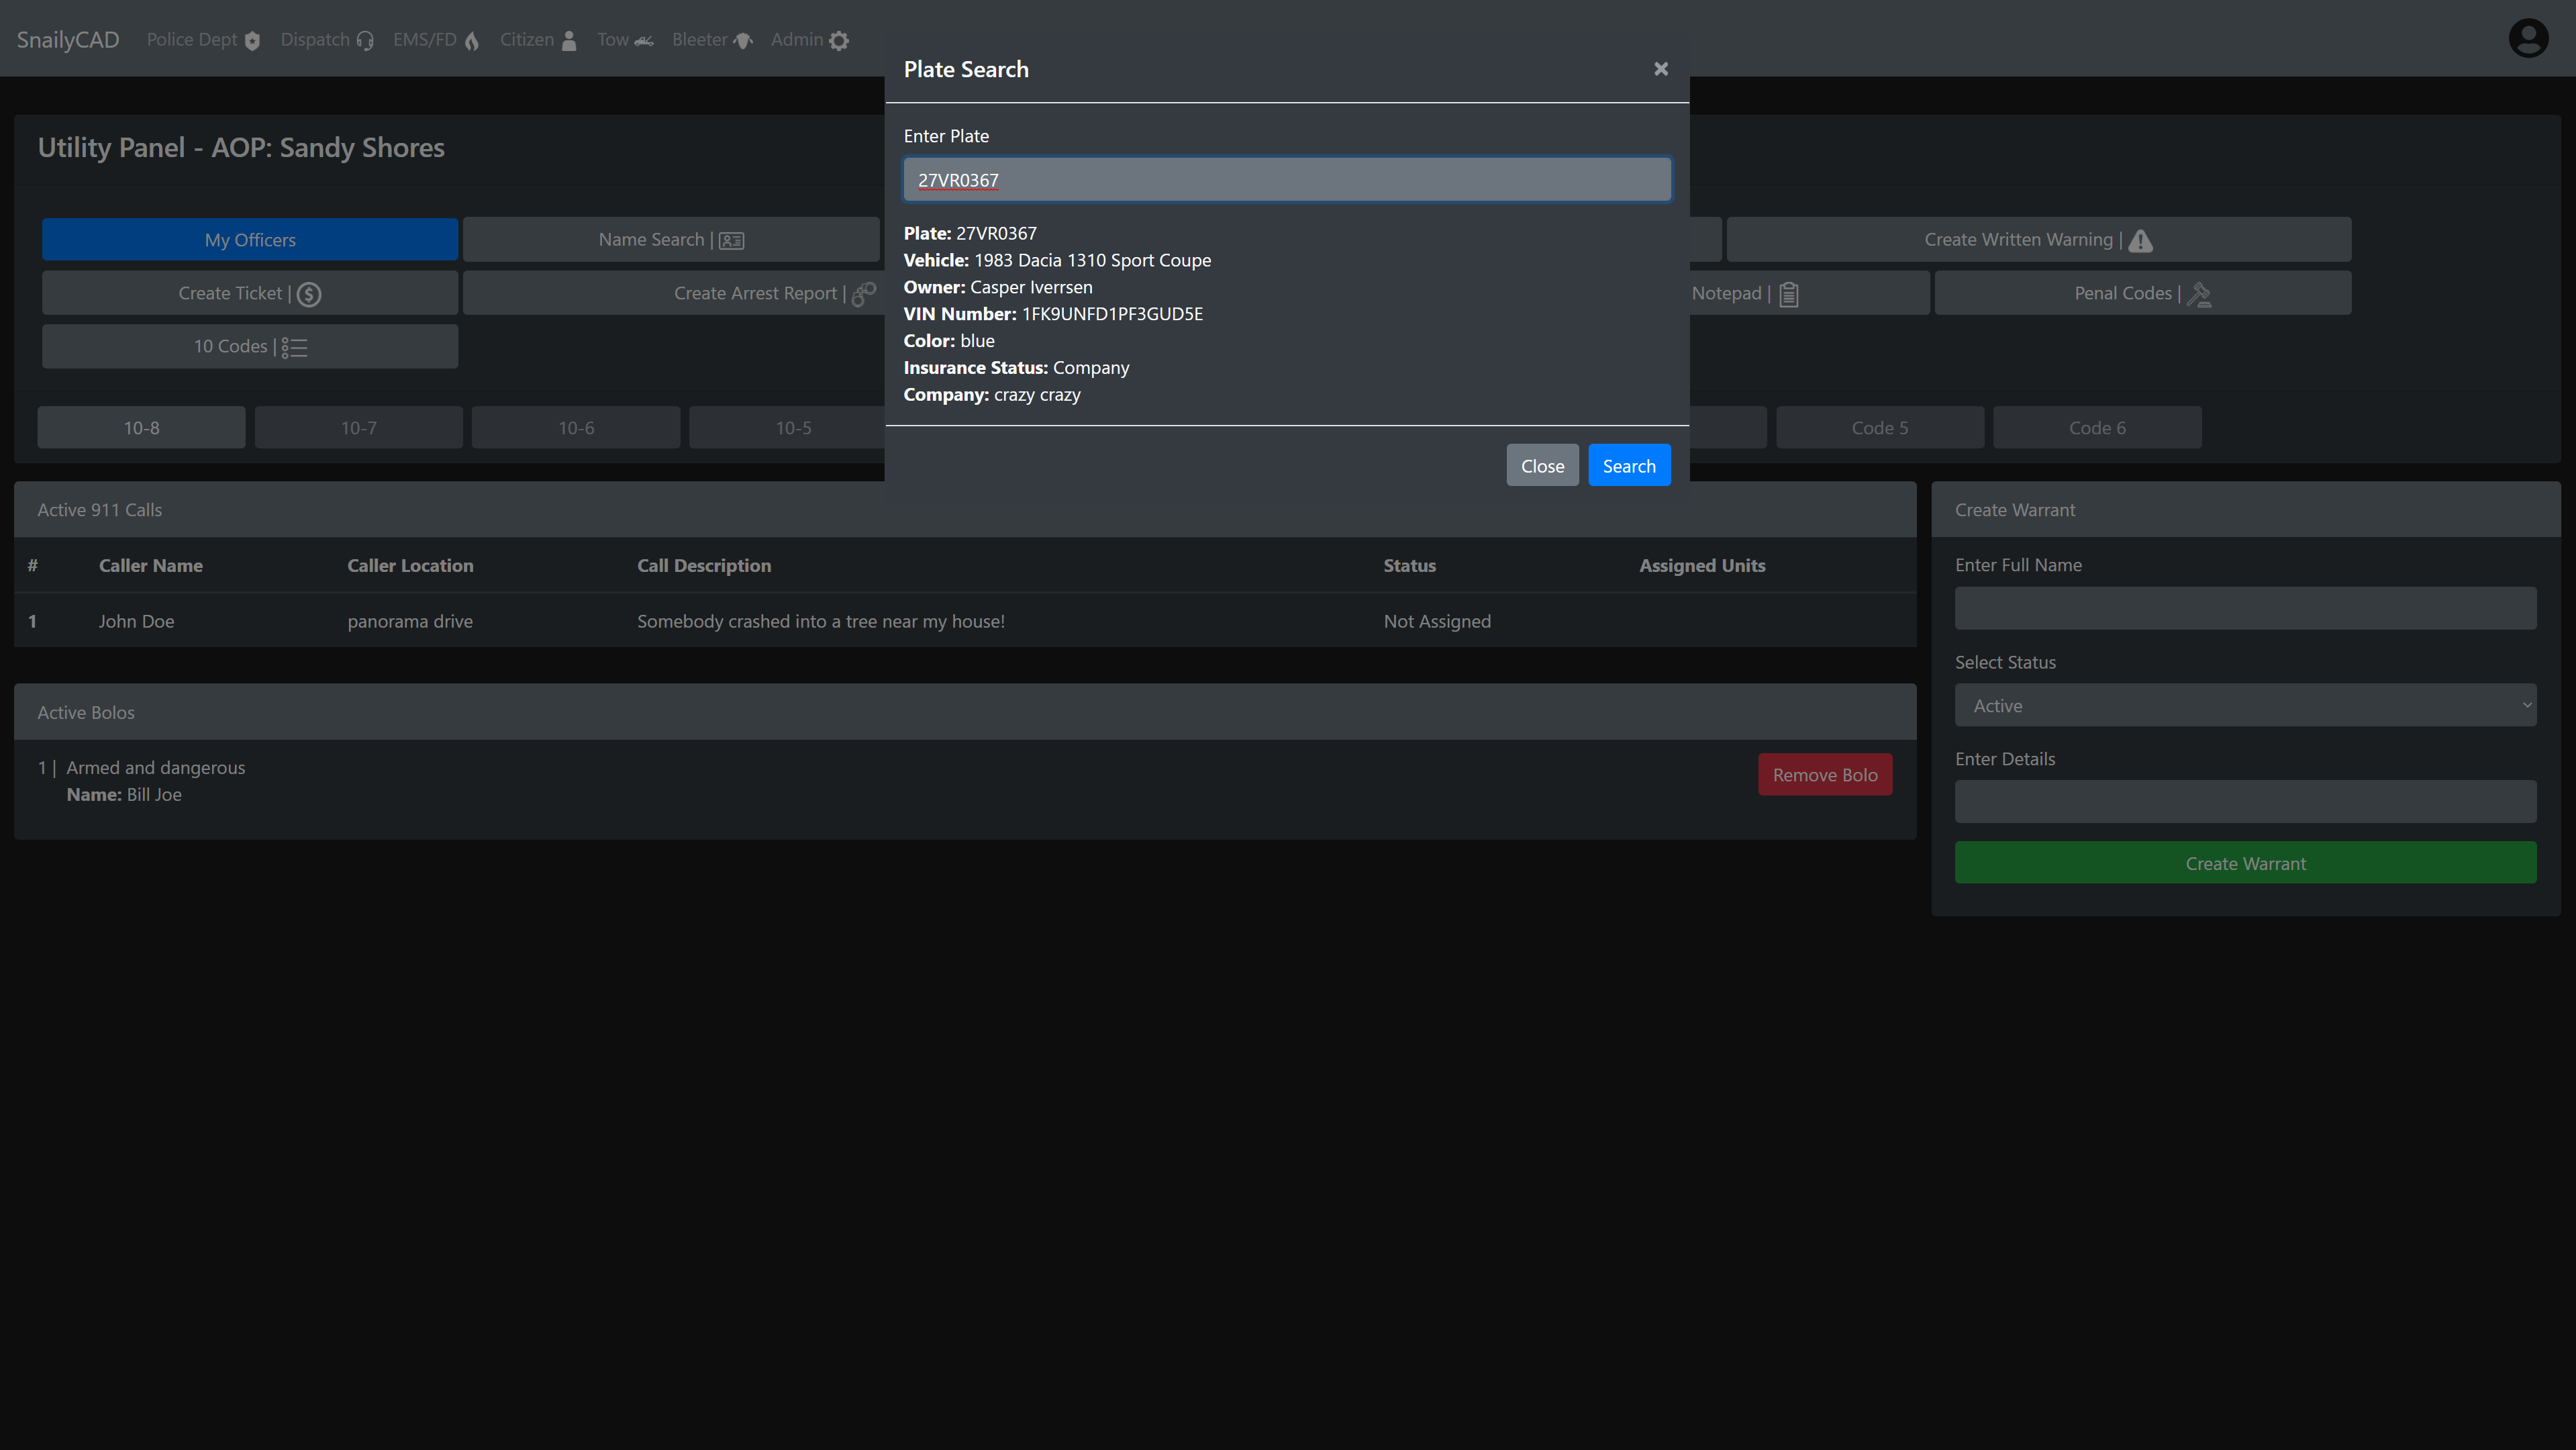 SnailyCAD Police Dept Dispatch EMS/FD Citizen Tow Bleeter Admin
Plate Search
Enter Plate
27VR0367
Plate: 27VR0367
Vehicle: 1983 Dacia 1310 Sport Coupe
Owner: Casper Iverrsen
VIN Number: 1FK9UNFD1PF3GUD5E
Color: blue
Insurance Status: Company
Company: crazy crazy
Close Search
Utility Panel - AOP: Sandy Shores
My Officers Name Search | Create Written Warning |
Create Ticket | Create Arrest Report | Notepad | Penal Codes |
10 Codes |
10-8 10-7 10-6 10-5 Code 5 Code 6
Active 911 Calls
# Caller Name Caller Location Call Description Status Assigned Units
1 John Doe panorama drive Somebody crashed into a tree near my house! Not Assigned
Active Bolos
1 | Armed and dangerous
Name: Bill Joe
Remove Bolo
Create Warrant
Enter Full Name
Select Status
Active
Enter Details
Create Warrant